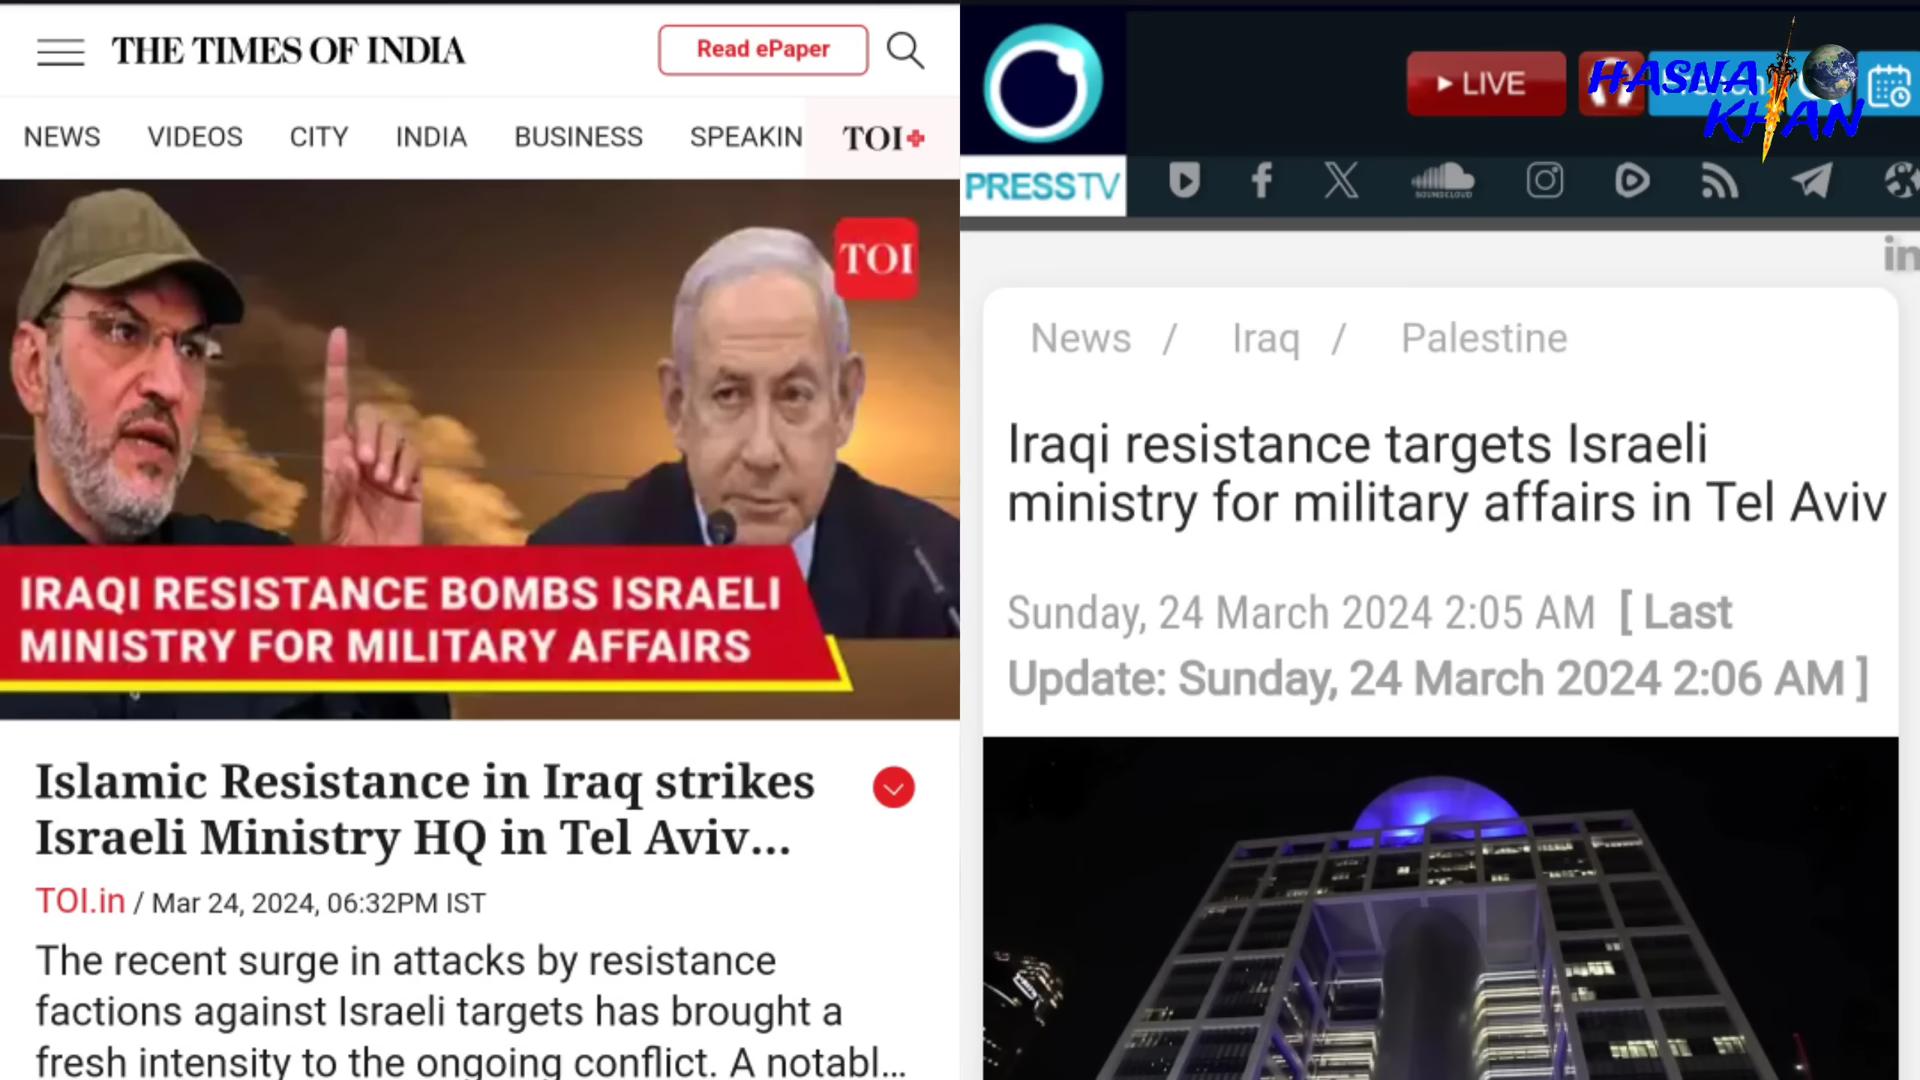 THE TIMES OF INDIA
Read ePaper
NEWS VIDEOS CITY INDIA BUSINESS SPEAKIN TOI+
TOI
IRAQI RESISTANCE BOMBS ISRAELI
MINISTRY FOR MILITARY AFFAIRS
Islamic Resistance in Iraq strikes
Israeli Ministry HQ in Tel Aviv...
TOI.in / Mar 24, 2024, 06:32PM IST
The recent surge in attacks by resistance
factions against Israeli targets has brought a
fresh intensity to the ongoing conflict. A notabl...
LIVE
HASNA
KHAN
PRESSTV
SOUNDCLOUD
in
News / Iraq / Palestine
Iraqi resistance targets Israeli
ministry for military affairs in Tel Aviv
Sunday, 24 March 2024 2:05 AM [ Last
Update: Sunday, 24 March 2024 2:06 AM ]